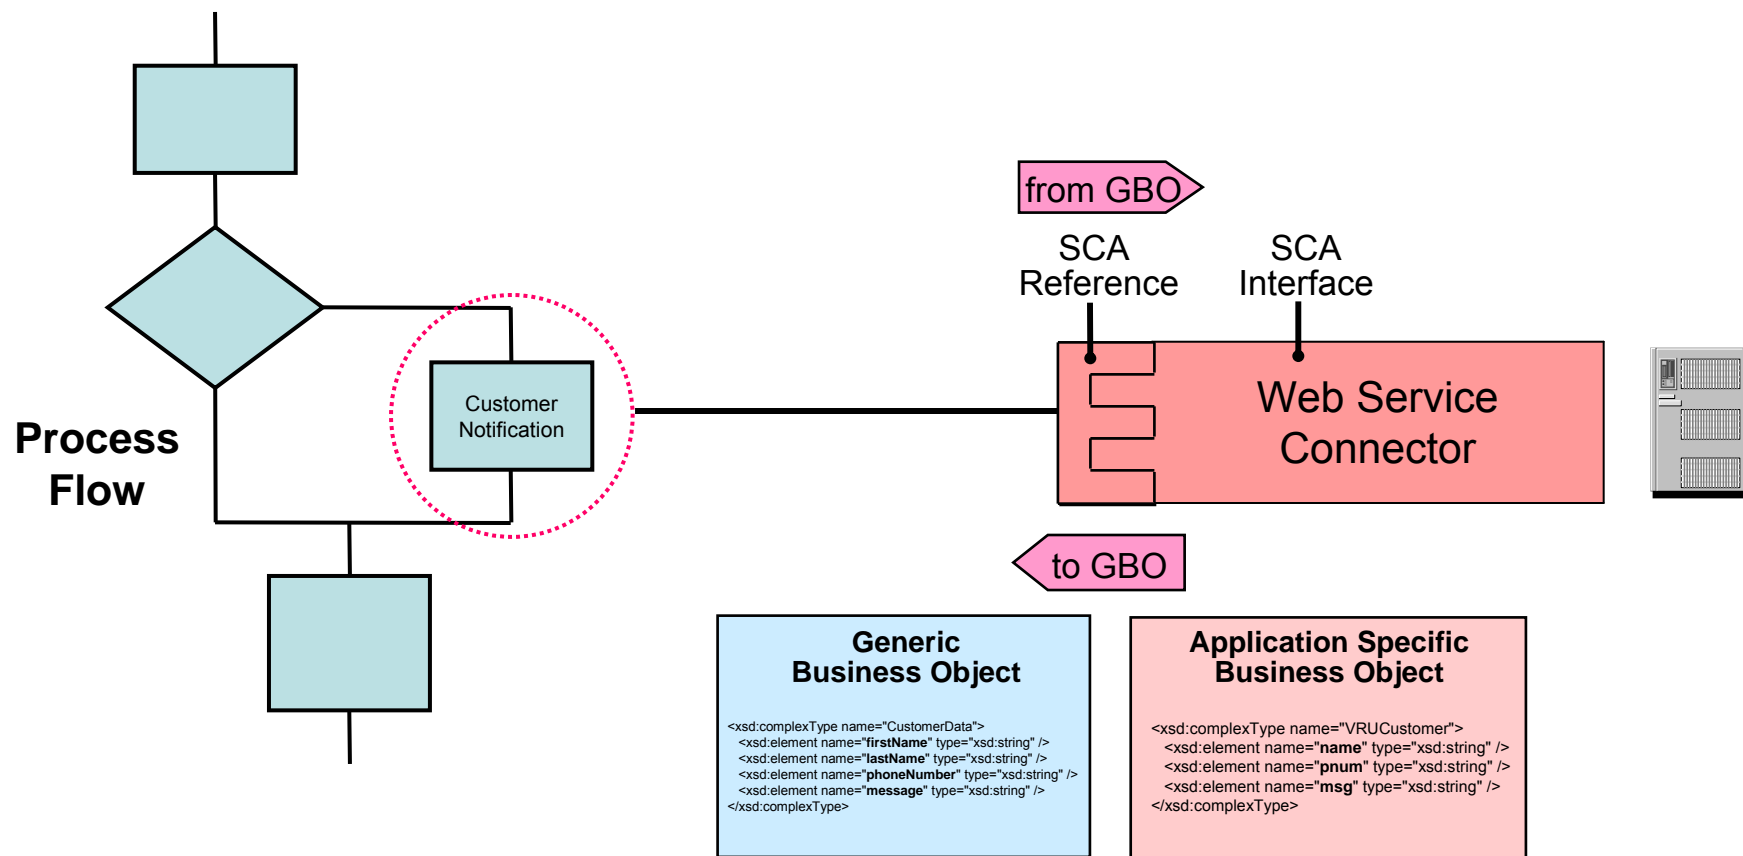 from GBO
SCA
Reference
SCA
Interface
Customer
Notification
Web Service
Connector
Process
Flow
to GBO
Generic
Business Object
<xsd:complexType name="CustomerData">
<xsd:element name="firstName" type="xsd:string" />
<xsd:element name="lastName" type="xsd:string" />
<xsd:element name="phoneNumber" type="xsd:string" />
<xsd:element name="message" type="xsd:string" />
</xsd:complexType>
Application Specific
Business Object
<xsd:complexType name="VRUCustomer">
<xsd:element name="name" type="xsd:string" />
<xsd:element name="pnum" type="xsd:string" />
<xsd:element name="msg" type="xsd:string" />
</xsd:complexType>